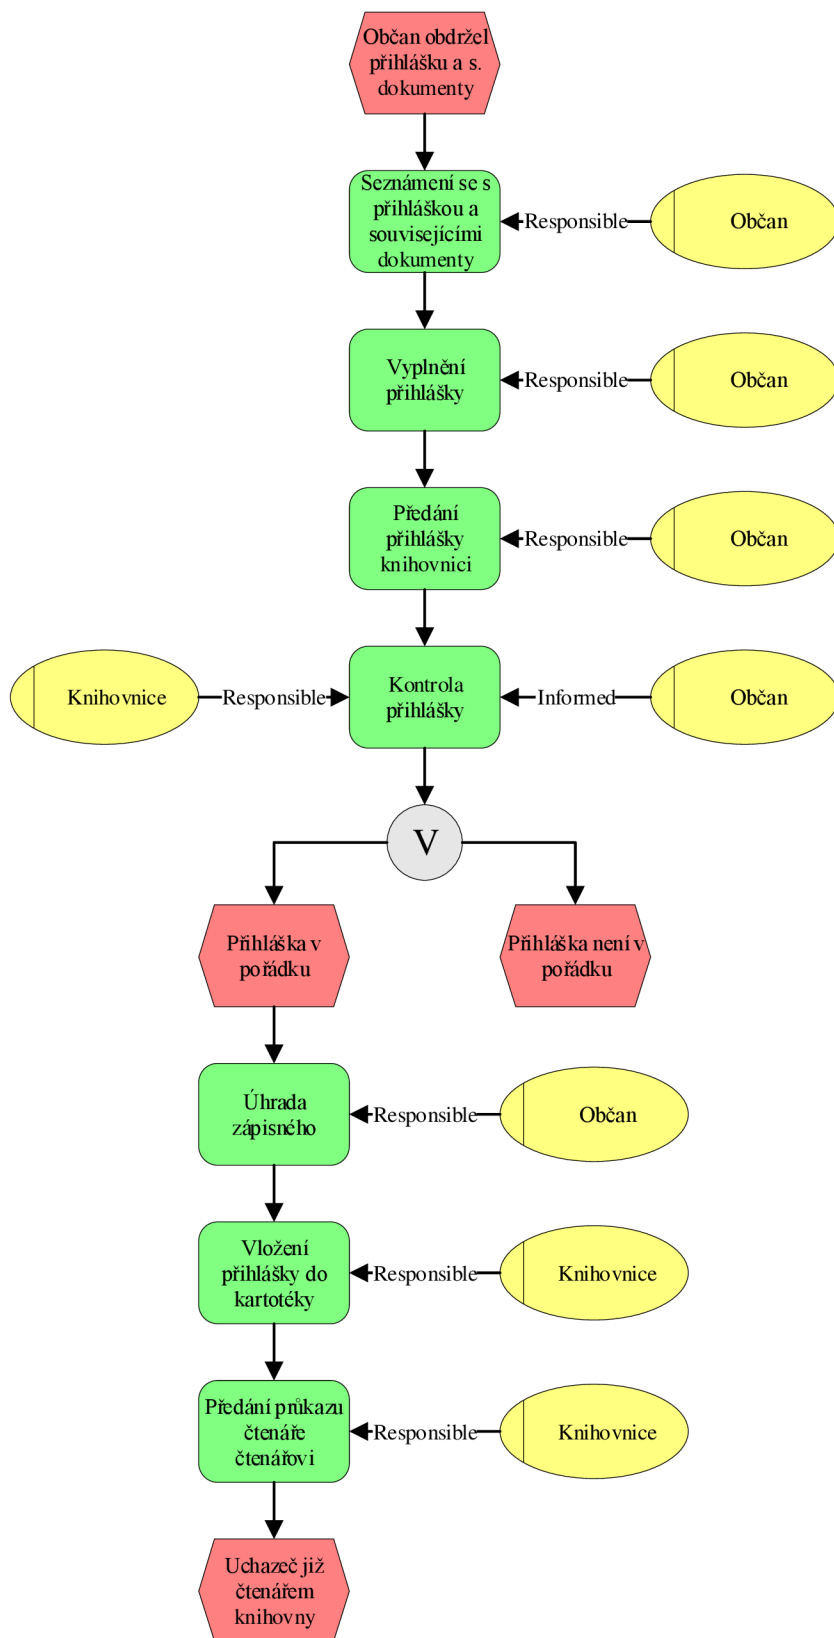 Občan obdržel
přihlášku a s.
dokumenty
Seznámení se s
přihláškou a
souvisejícími
dokumenty
Responsible
Občan
Vyplnění
přihlášky
Responsible
Občan
Předání
přihlášky
knihovnici
Responsible
Občan
Knihovnice
Responsible
Kontrola
přihlášky
Informed
Občan
V
Přihláška v
pořádku
Přihláška není v
pořádku
Úhrada
zápisného
Responsible
Občan
Vložení
přihlášky do
kartotéky
Responsible
Knihovnice
Předání průkazu
čtenáře
čtenářovi
Responsible
Knihovnice
Uchazeč již
čtenářem
knihovny